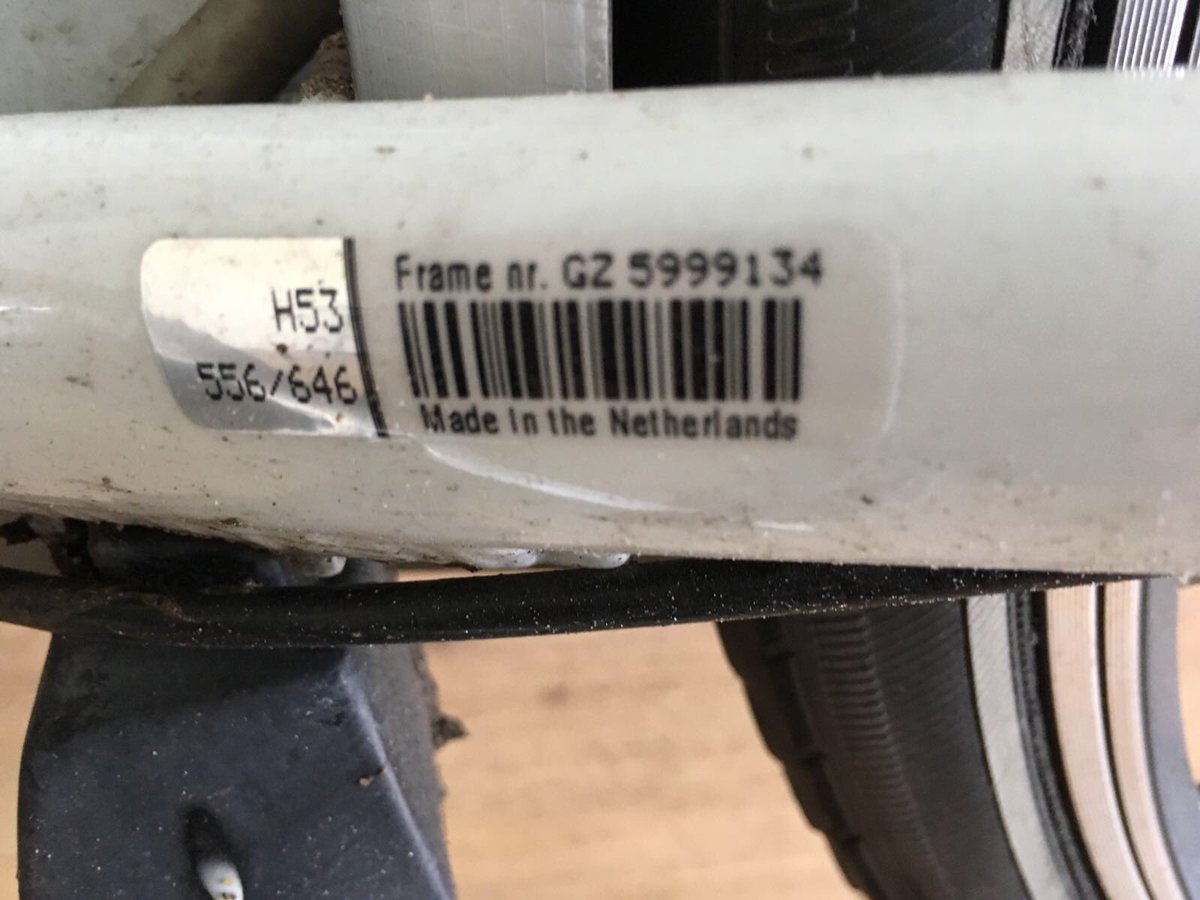 H53
556/646
Frame nr. GZ 5999134
Made in the Netherlands